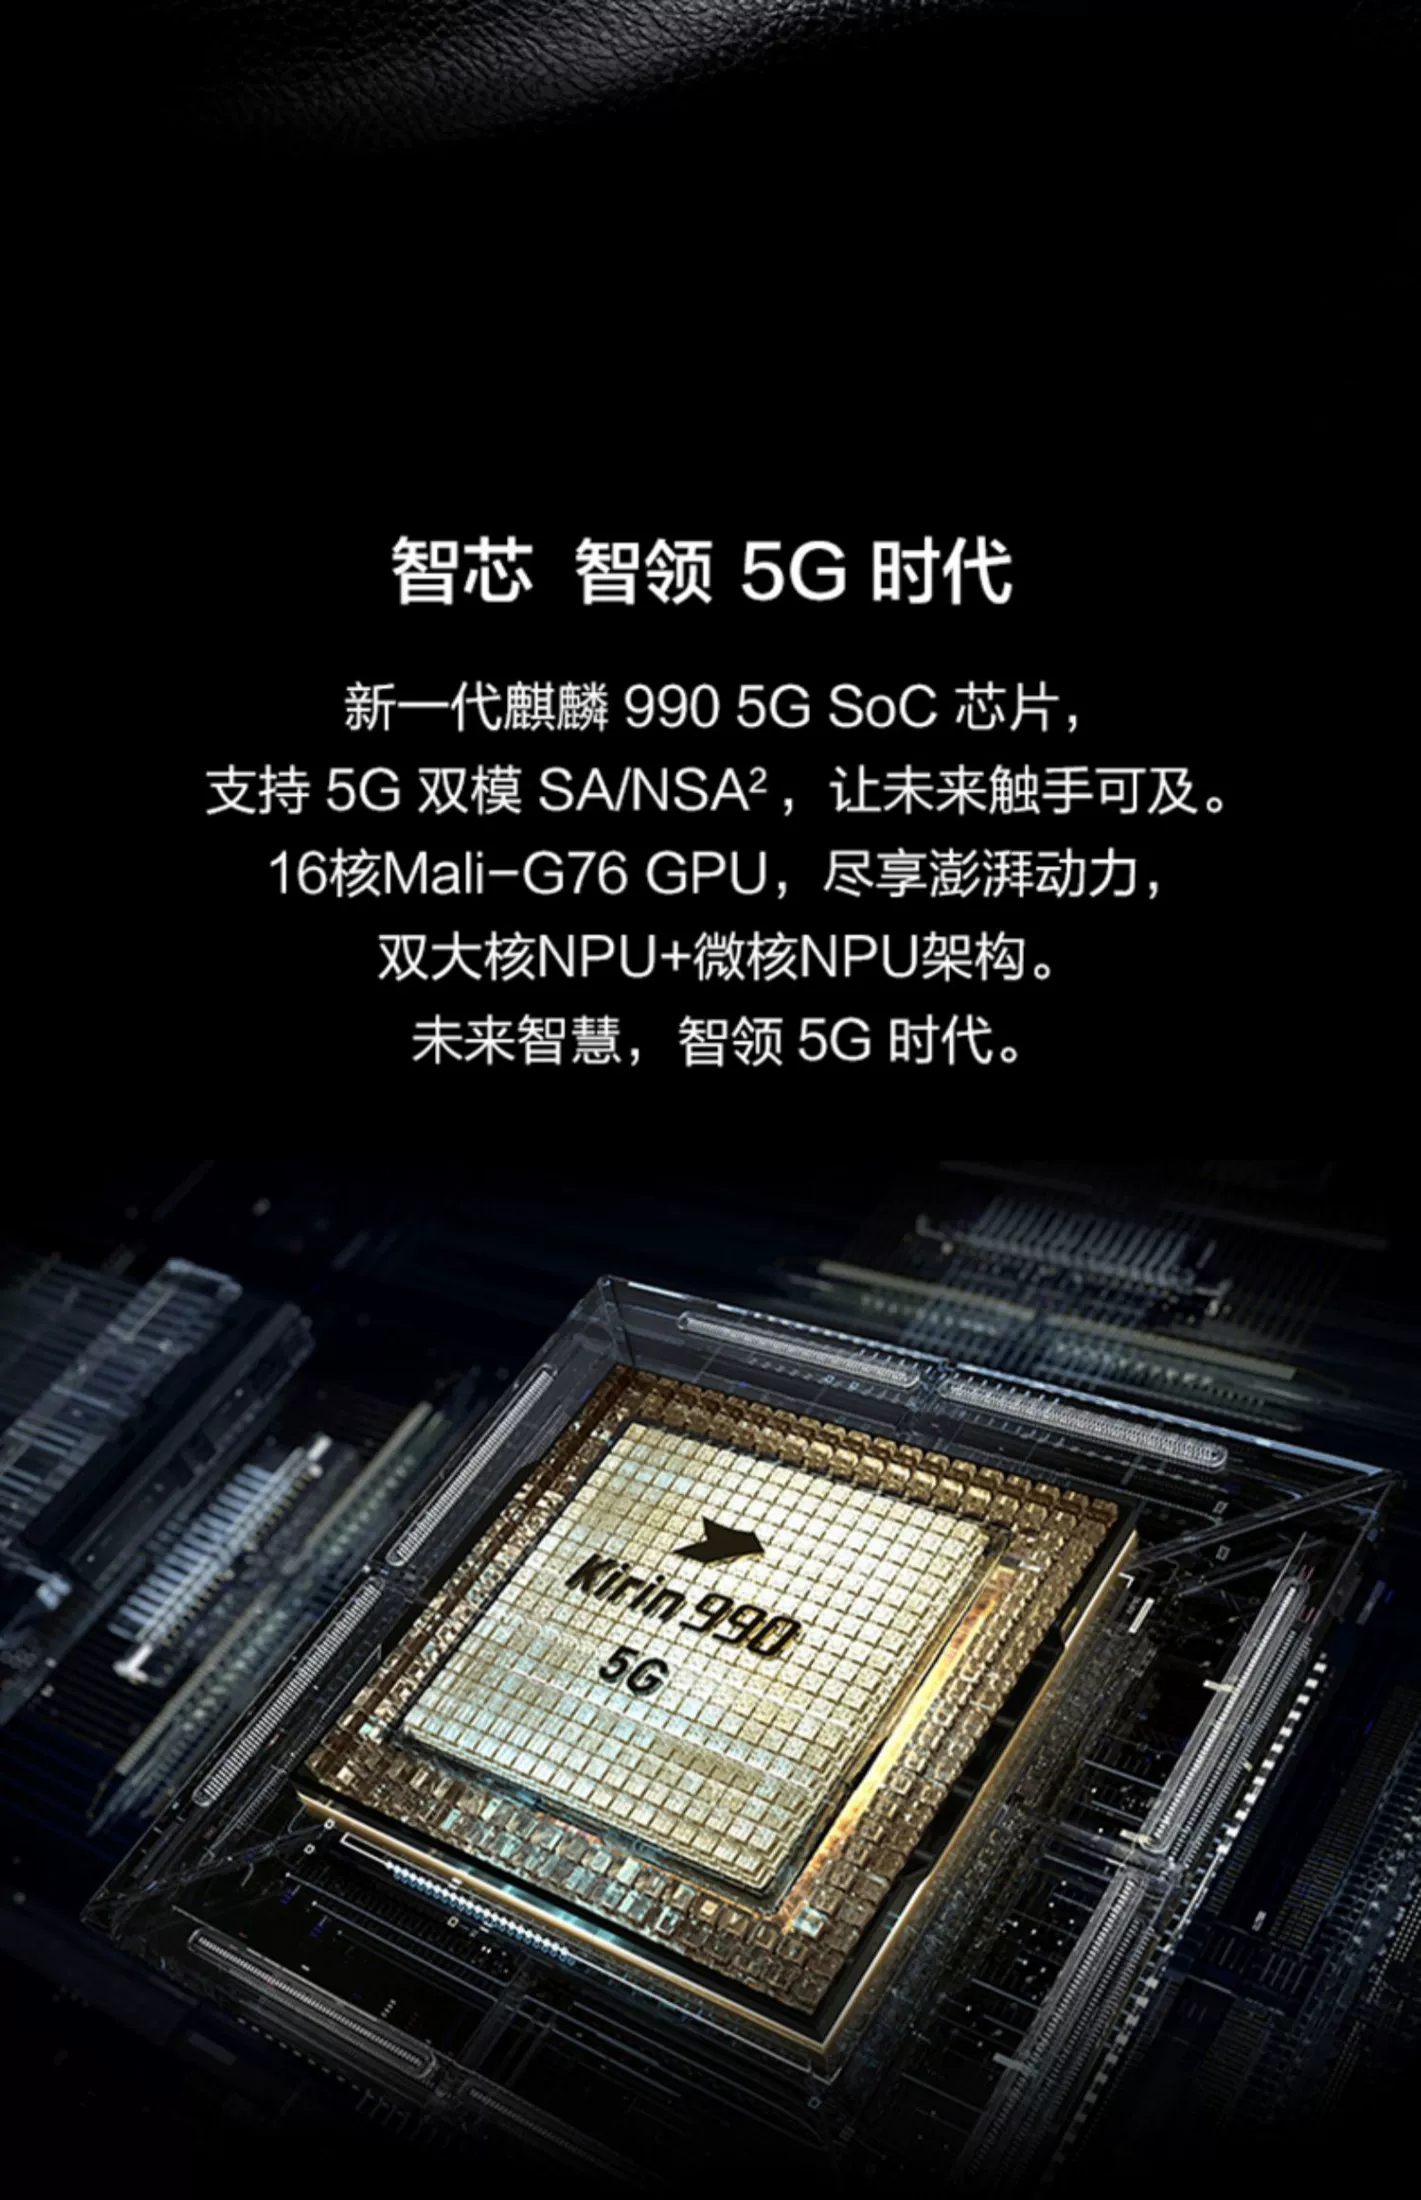 智芯 智领 5G 时代
新一代麒麟 990 5G SoC 芯片，
支持 5G 双模 SA/NSA²，让未来触手可及。
16核Mali-G76 GPU，尽享澎湃动力，
双大核NPU+微核NPU架构。
未来智慧，智领 5G 时代。
Kirin 990
5G